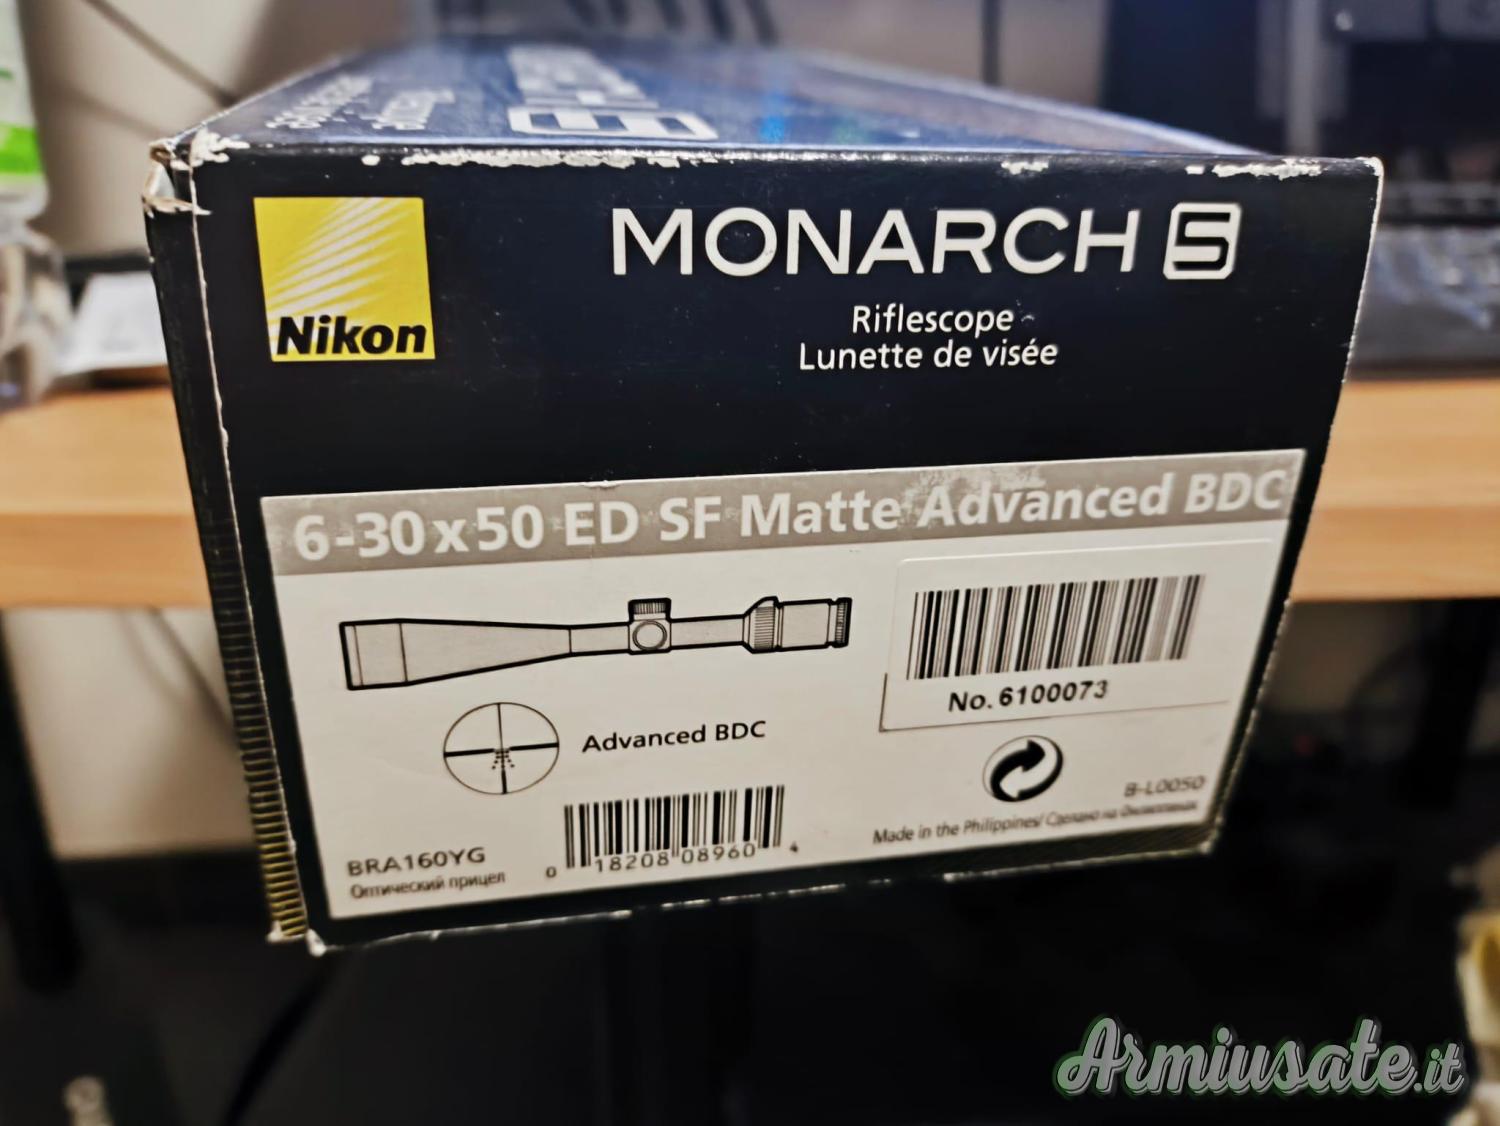 Nikon
MONARCH 5
Riflescope
Lunette de visée
6-30x50 ED SF Matte Advanced BDC
No. 6100073
Advanced BDC
B-L0050
Made in the Philippines/ Сделано на Филиппинах
BRA160YG
Оптический прицел
0 18208 08960 4
Armiusate.it